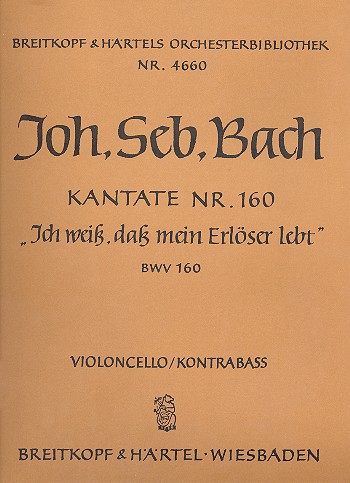 BREITKOPF & HÄRTELS ORCHESTERBIBLIOTHEK
NR. 4660
Joh. Seb. Bach
KANTATE NR. 160
„Ich weiß, daß mein Erlöser lebt"
BWV 160
VIOLONCELLO/KONTRABASS
BREITKOPF & HÄRTEL · WIESBADEN